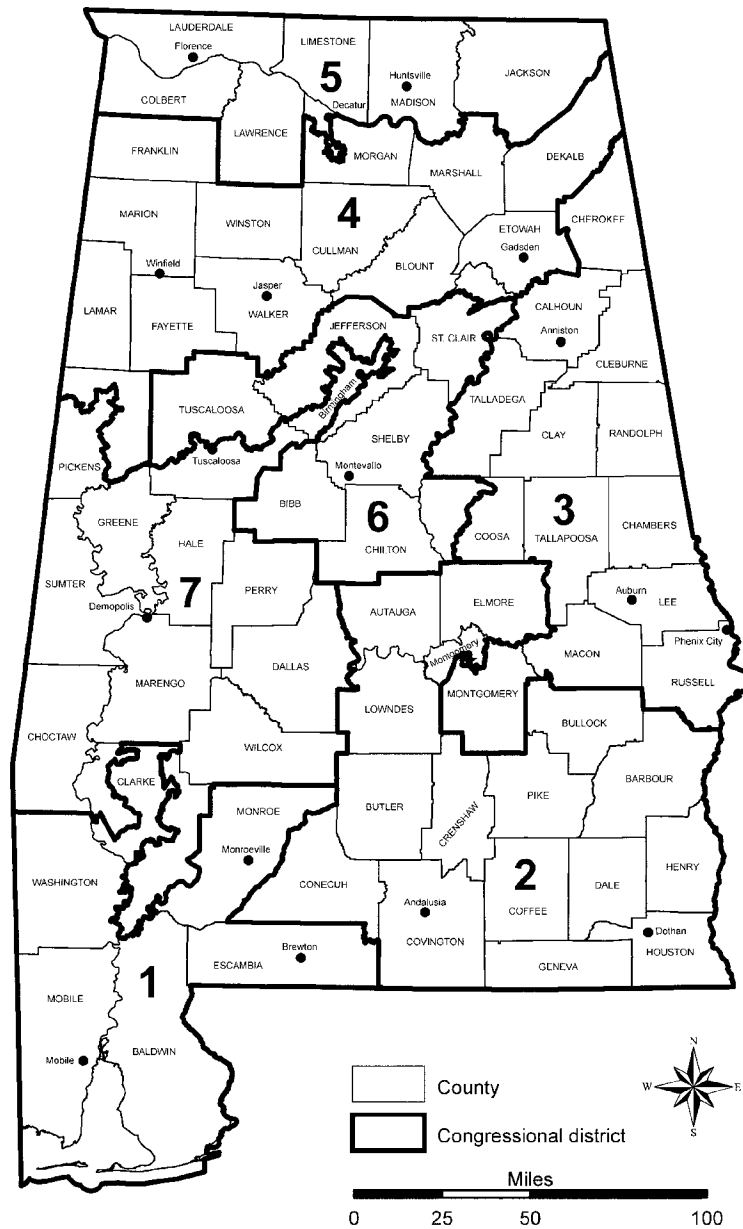 LAUDERDALE
Florence
LIMESTONE
5
Huntsville
MADISON
JACKSON
COLBERT
Decatur
LAWRENCE
FRANKLIN
MORGAN
MARSHALL
DEKALB
MARION
WINSTON
4
CULLMAN
ETOWAH
Gadsden
CHEROKEE
Winfield
BLOUNT
Jasper
WALKER
LAMAR
FAYETTE
JEFFERSON
ST. CLAIR
CALHOUN
Anniston
CLEBURNE
Birmingham
TUSCALOOSA
TALLADEGA
SHELBY
CLAY
RANDOLPH
PICKENS
Tuscaloosa
Montevallo
BIBB
6
CHILTON
GREENE
HALE
COOSA
3
TALLAPOOSA
CHAMBERS
SUMTER
7
PERRY
Demopolis
AUTAUGA
ELMORE
Auburn
LEE
Phenix City
Montgomery
MACON
DALLAS
RUSSELL
MARENGO
LOWNDES
MONTGOMERY
BULLOCK
CHOCTAW
WILCOX
CLARKE
BARBOUR
BUTLER
CRENSHAW
PIKE
MONROE
Monroeville
WASHINGTON
CONECUH
2
COFFEE
DALE
HENRY
Andalusia
COVINGTON
Dothan
HOUSTON
Brewton
ESCAMBIA
GENEVA
1
MOBILE
BALDWIN
Mobile
N
W
E
S
County
Congressional district
Miles
0 25 50 100